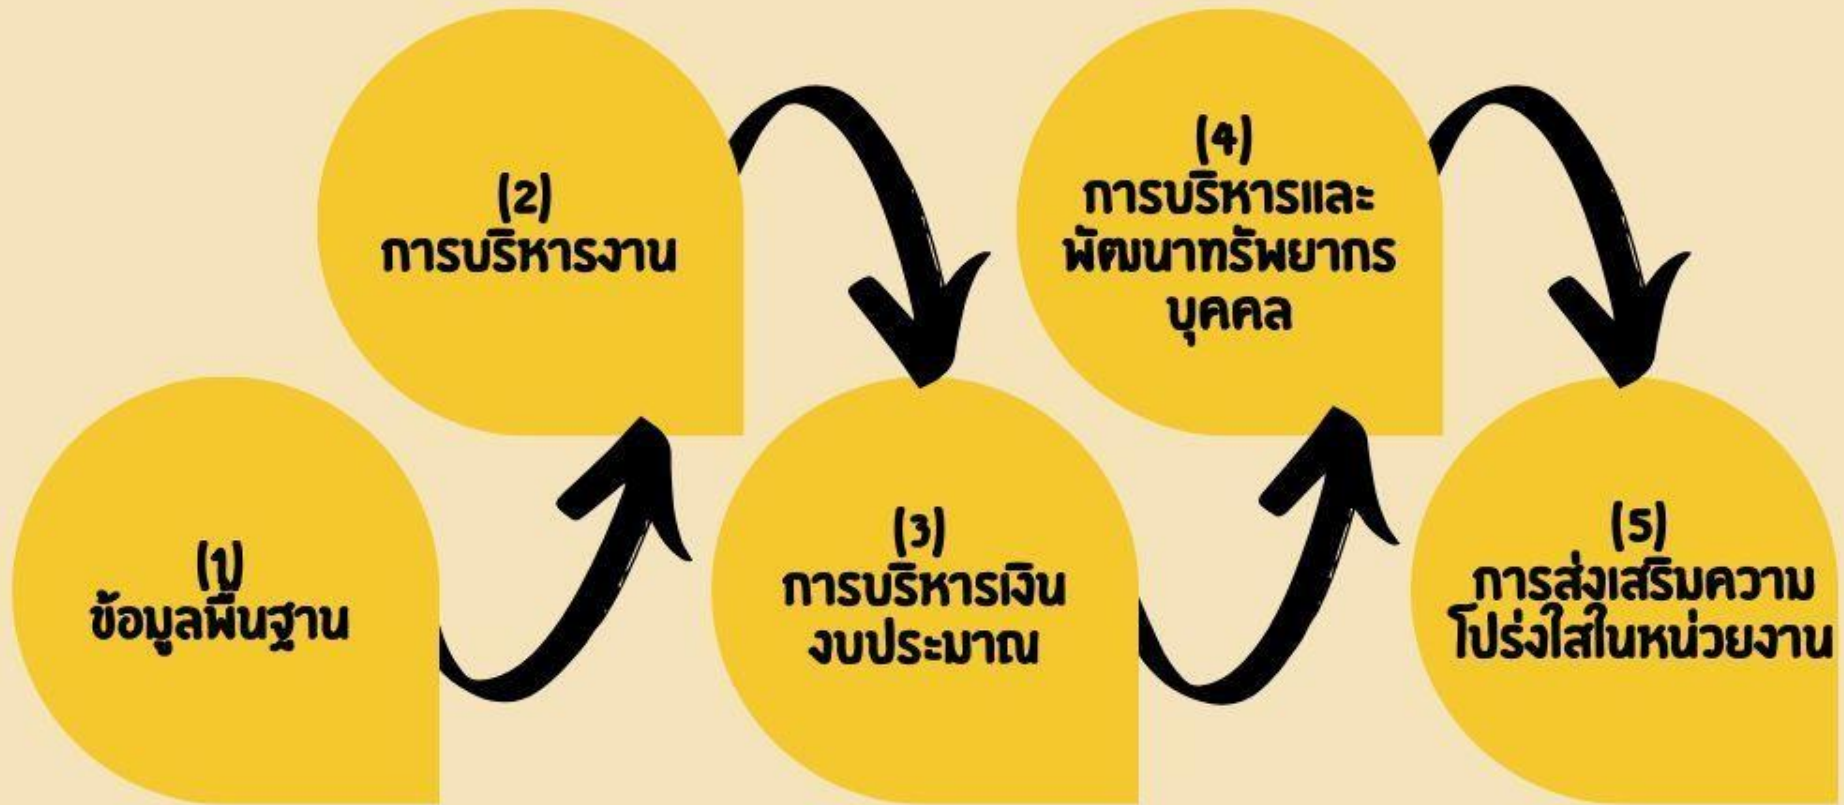 (1)
ข้อมูลพื้นฐาน
(2)
การบริหารงาน
(3)
การบริหารเงิน
งบประมาณ
(4)
การบริหารและ
พัฒนาทรัพยากร
บุคคล
(5)
การส่งเสริมความ
โปร่งใสในหน่วยงาน